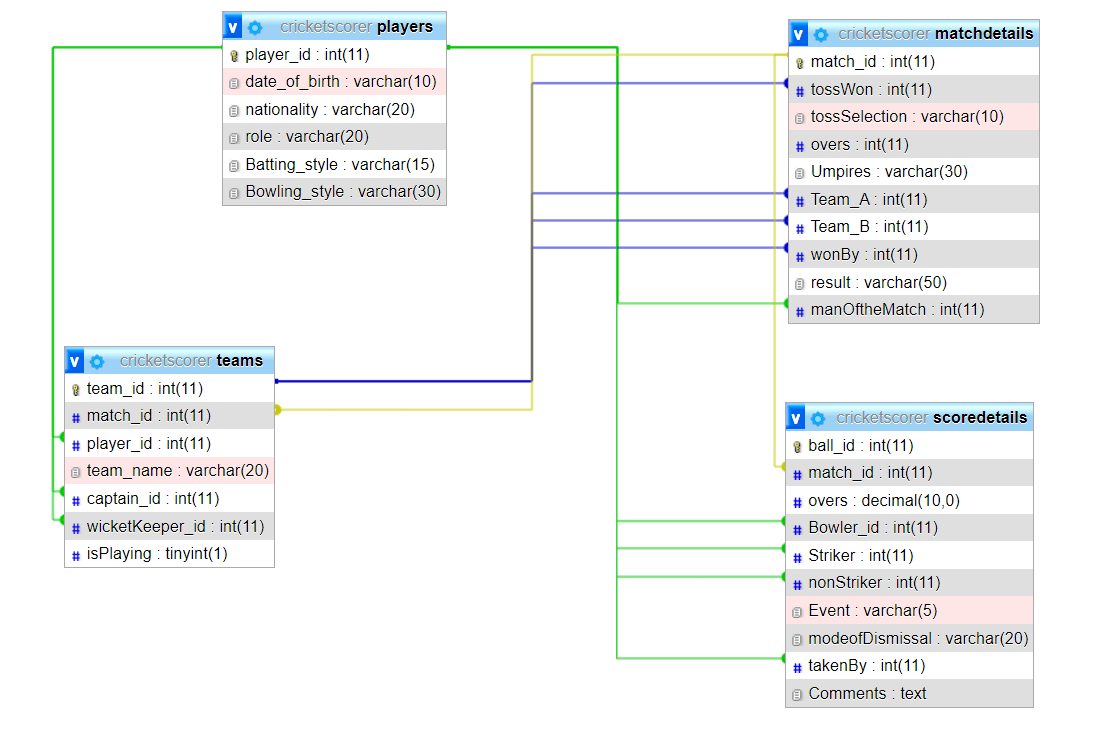 v cricketscorer players
player_id : int(11)
date_of_birth : varchar(10)
nationality : varchar(20)
role : varchar(20)
Batting_style : varchar(15)
Bowling_style : varchar(30)
v cricketscorer matchdetails
match_id : int(11)
# tossWon : int(11)
tossSelection : varchar(10)
# overs : int(11)
Umpires : varchar(30)
# Team_A : int(11)
# Team_B : int(11)
# wonBy : int(11)
result : varchar(50)
# manOftheMatch : int(11)
v cricketscorer teams
team_id : int(11)
# match_id : int(11)
# player_id : int(11)
team_name : varchar(20)
# captain_id : int(11)
# wicketKeeper_id : int(11)
# isPlaying : tinyint(1)
v cricketscorer scoredetails
ball_id : int(11)
# match_id : int(11)
# overs : decimal(10,0)
# Bowler_id : int(11)
# Striker : int(11)
# nonStriker : int(11)
Event : varchar(5)
modeofDismissal : varchar(20)
# takenBy : int(11)
Comments : text